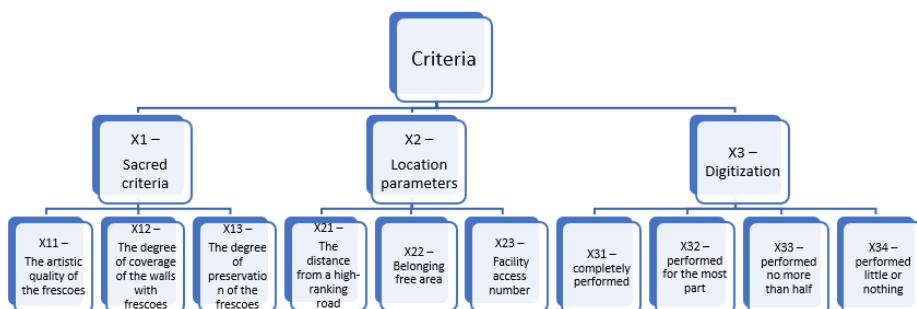 Criteria
X1 –
Sacred
criteria
X2 –
Location
parameters
X3 –
Digitization
X11 –
The artistic
quality of
the frescoes
X12 –
The degree
of coverage
of the walls
with
frescoes
X13 –
The degree
of
preservatio
n of the
frescoes
X21 –
The
distance
from a high-
ranking
road
X22 –
Belonging
free area
X23 –
Facility
access
number
X31 –
completely
performed
X32 –
performed
for the most
part
X33 –
performed
no more
than half
X34 –
performed
little or
nothing